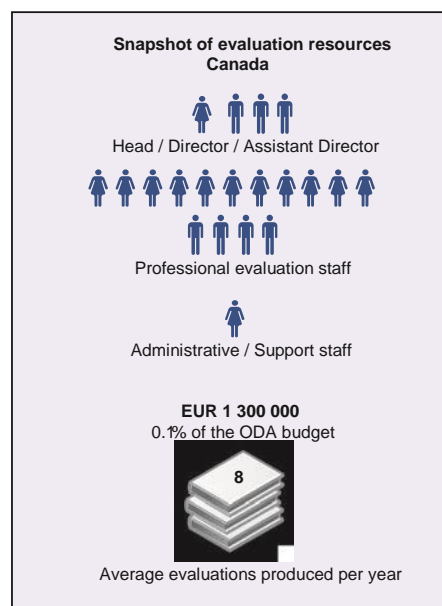 Snapshot of evaluation resources
Canada
Head / Director / Assistant Director
Professional evaluation staff
Administrative / Support staff
EUR 1 300 000
0.1% of the ODA budget
8
Average evaluations produced per year